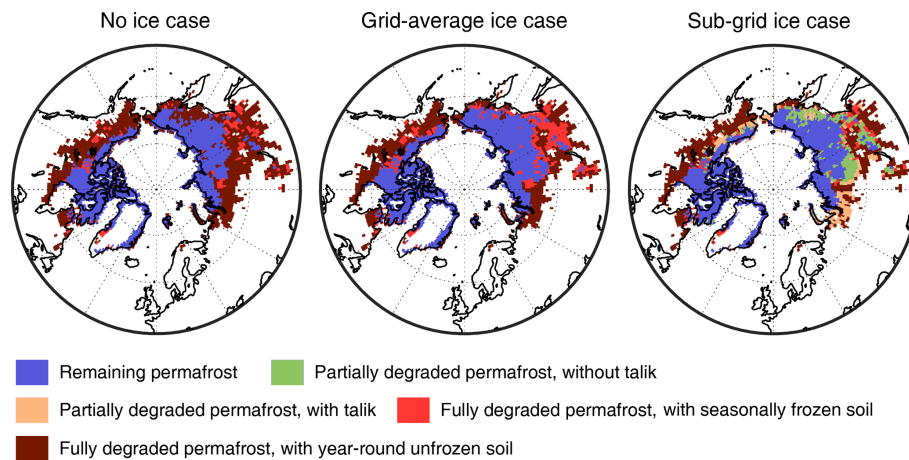 No ice case
Grid-average ice case
Sub-grid ice case
Remaining permafrost
Partially degraded permafrost, without talik
Partially degraded permafrost, with talik
Fully degraded permafrost, with seasonally frozen soil
Fully degraded permafrost, with year-round unfrozen soil